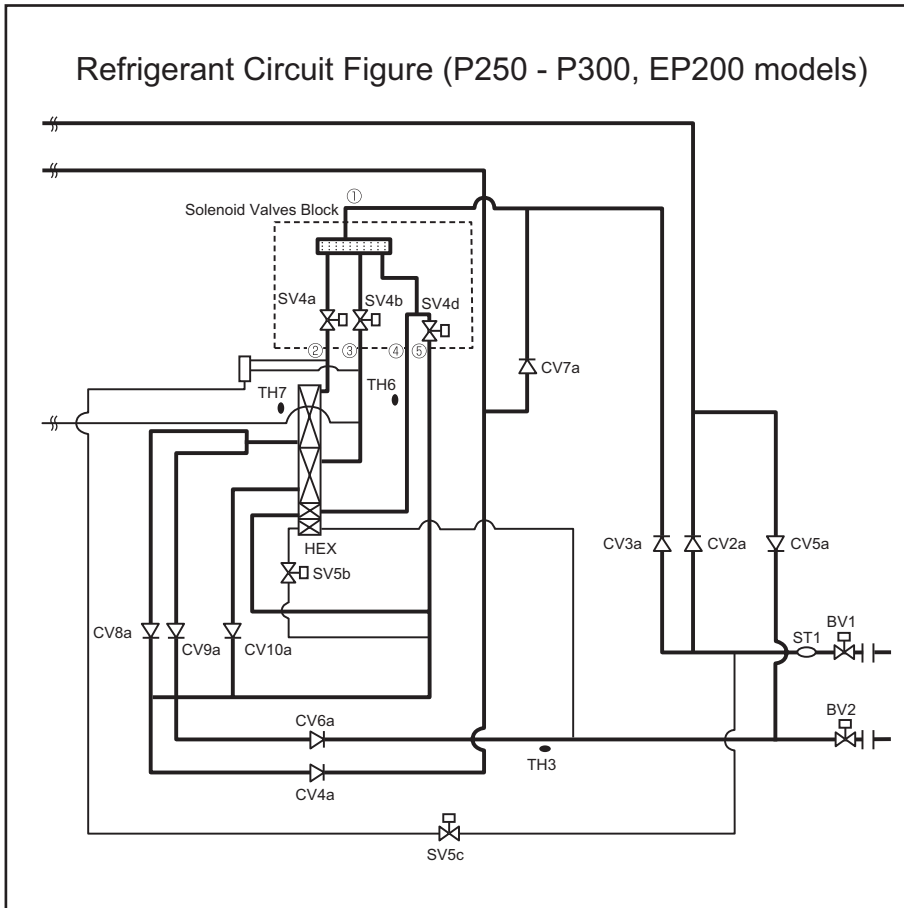 Refrigerant Circuit Figure (P250 - P300, EP200 models)
①
Solenoid Valves Block
SV4a
SV4b
SV4d
② ③ ④ ⑤
CV7a
TH7
TH6
HEX
CV3a
CV2a
CV5a
SV5b
CV8a
CV9a
CV10a
ST1
BV1
CV6a
BV2
TH3
CV4a
SV5c